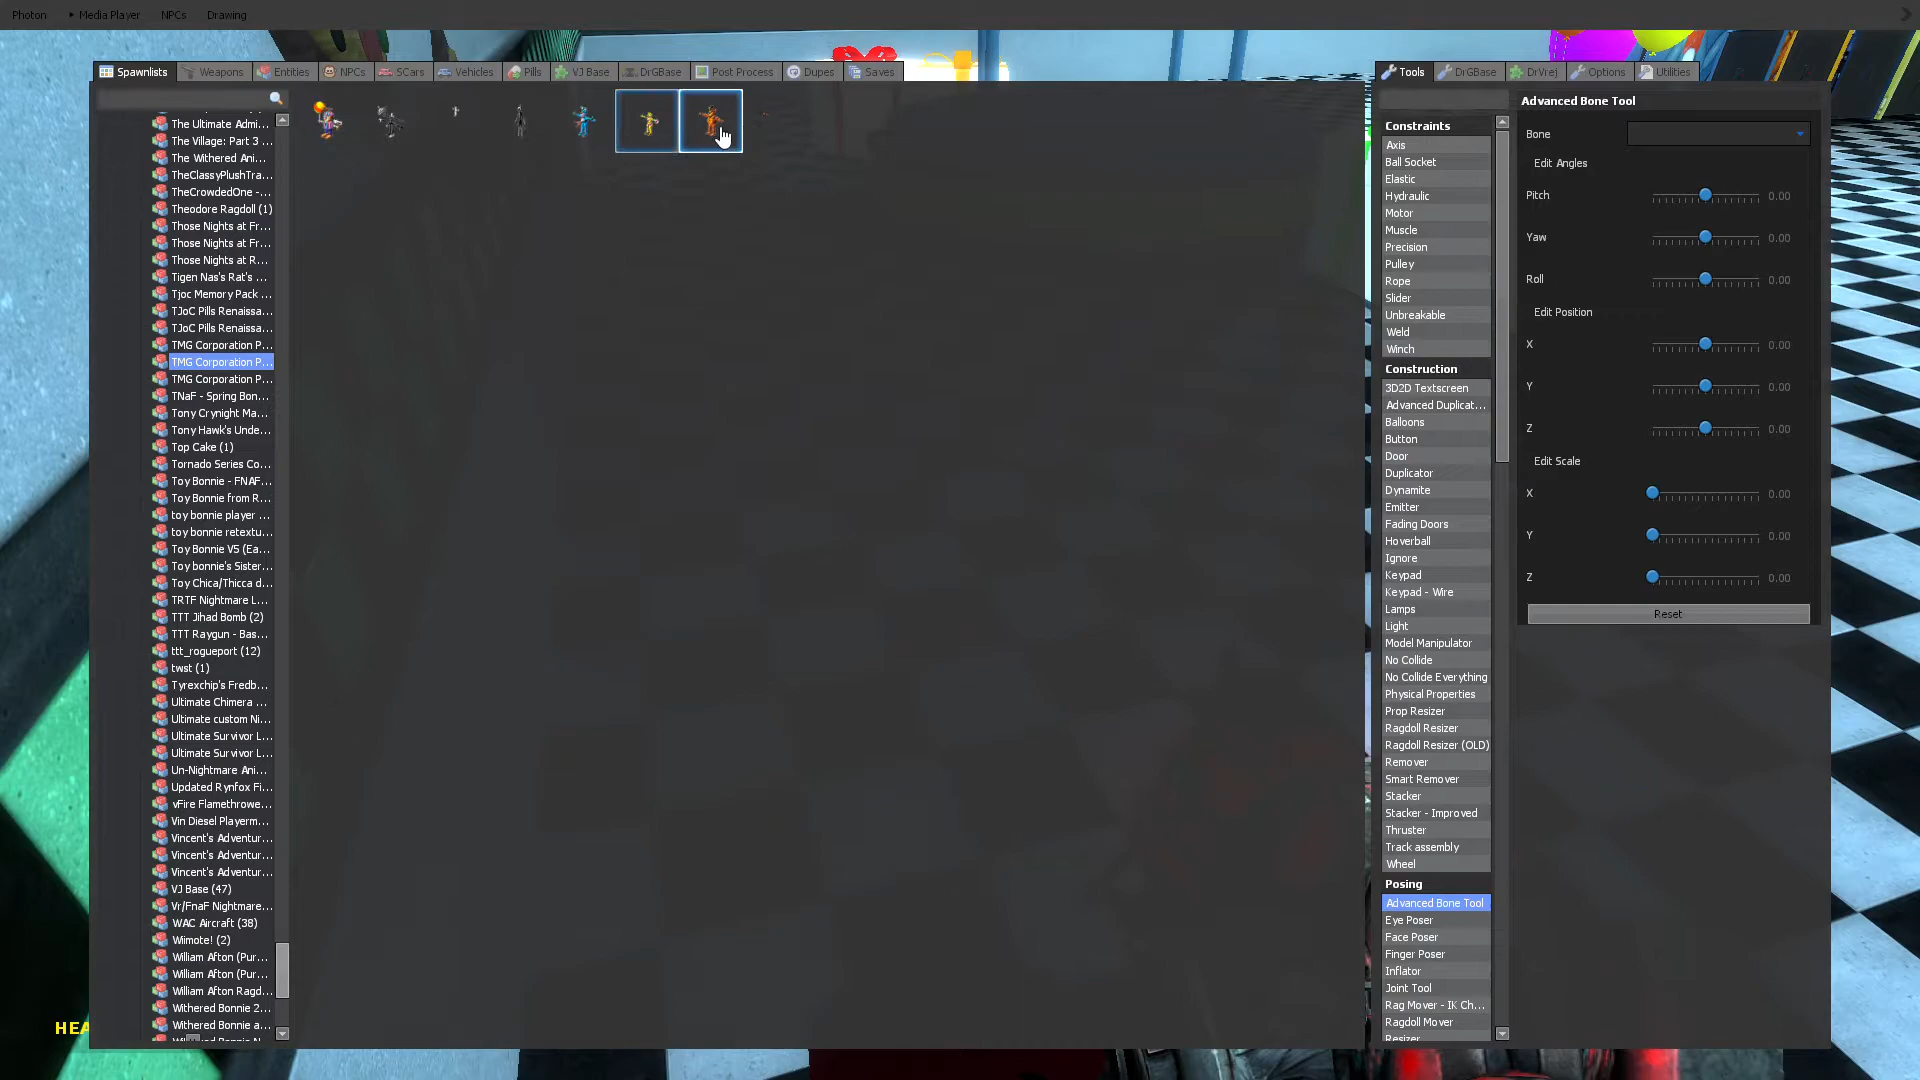 Photon
Media Player
NPCs
Drawing
Spawnlists
Weapons
Entities
NPCs
SCars
Vehicles
Pills
VJ Base
DrGBase
Post Process
Dupes
Saves
The Ultimate Admi...
The Village: Part 3 ...
The Withered Ani...
TheClassyPlushTra...
TheCrowdedOne -...
Theodore Ragdoll (1)
Those Nights at Fr...
Those Nights at Fr...
Those Nights at R...
Tigen Nas's Rat's ...
Tjoc Memory Pack ...
TJoC Pills Renaissa...
TJoC Pills Renaissa...
TMG Corporation P...
TMG Corporation P...
TMG Corporation P...
TNaF - Spring Bon...
Tony Crynight Ma...
Tony Hawk's Unde...
Top Cake (1)
Tornado Series Co...
Toy Bonnie - FNAF...
Toy Bonnie from R...
toy bonnie player ...
toy bonnie retextu...
Toy Bonnie V5 (Ea...
Toy bonnie's Sister...
Toy Chica/Thicca d...
TRTF Nightmare L...
TTT Jihad Bomb (2)
TTT Raygun - Bas...
ttt_rogueport (12)
twst (1)
Tyrexchip's Fredb...
Ultimate Chimera ...
Ultimate custom Ni...
Ultimate Survivor L...
Ultimate Survivor L...
Un-Nightmare Ani...
Updated Rynfox Fi...
vFire Flamethrowe...
Vin Diesel Playerm...
Vincent's Adventur...
Vincent's Adventur...
Vincent's Adventur...
VJ Base (47)
Vr/FnaF Nightmare...
WAC Aircraft (38)
Wiimote! (2)
William Afton (Pur...
William Afton (Pur...
William Afton Ragd...
Withered Bonnie 2...
Withered Bonnie a...
HEA
Tools
DrGBase
DrVrej
Options
Utilities
Constraints
Axis
Ball Socket
Elastic
Hydraulic
Motor
Muscle
Precision
Pulley
Rope
Slider
Unbreakable
Weld
Winch
Construction
3D2D Textscreen
Advanced Duplicat...
Balloons
Button
Door
Duplicator
Dynamite
Emitter
Fading Doors
Hoverball
Ignore
Keypad
Keypad - Wire
Lamps
Light
Model Manipulator
No Collide
No Collide Everything
Physical Properties
Prop Resizer
Ragdoll Resizer
Ragdoll Resizer (OLD)
Remover
Smart Remover
Stacker
Stacker - Improved
Thruster
Track assembly
Wheel
Posing
Advanced Bone Tool
Eye Poser
Face Poser
Finger Poser
Inflator
Joint Tool
Rag Mover - IK Ch...
Ragdoll Mover
Resizer
Advanced Bone Tool
Bone
Edit Angles
Pitch 0.00
Yaw 0.00
Roll 0.00
Edit Position
X 0.00
Y 0.00
Z 0.00
Edit Scale
X 0.00
Y 0.00
Z 0.00
Reset